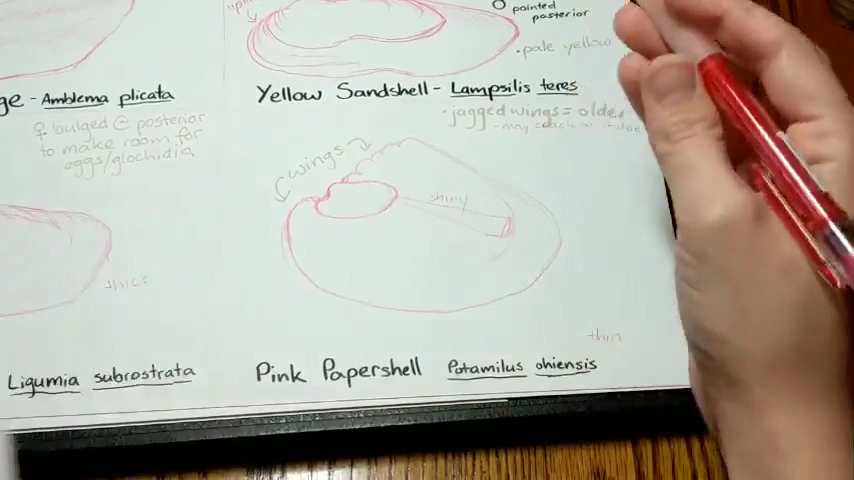 pointed
posterior
• pale yellow
ge - Amblema plicata
Yellow Sandshell - Lampsilis teres
♀ bulged @ posterior
to make room for
eggs/glochidia
• jagged wings = older
wings
shiny
thick
thin
Ligumia subrostrata
Pink Papershell Potamilus ohiensis